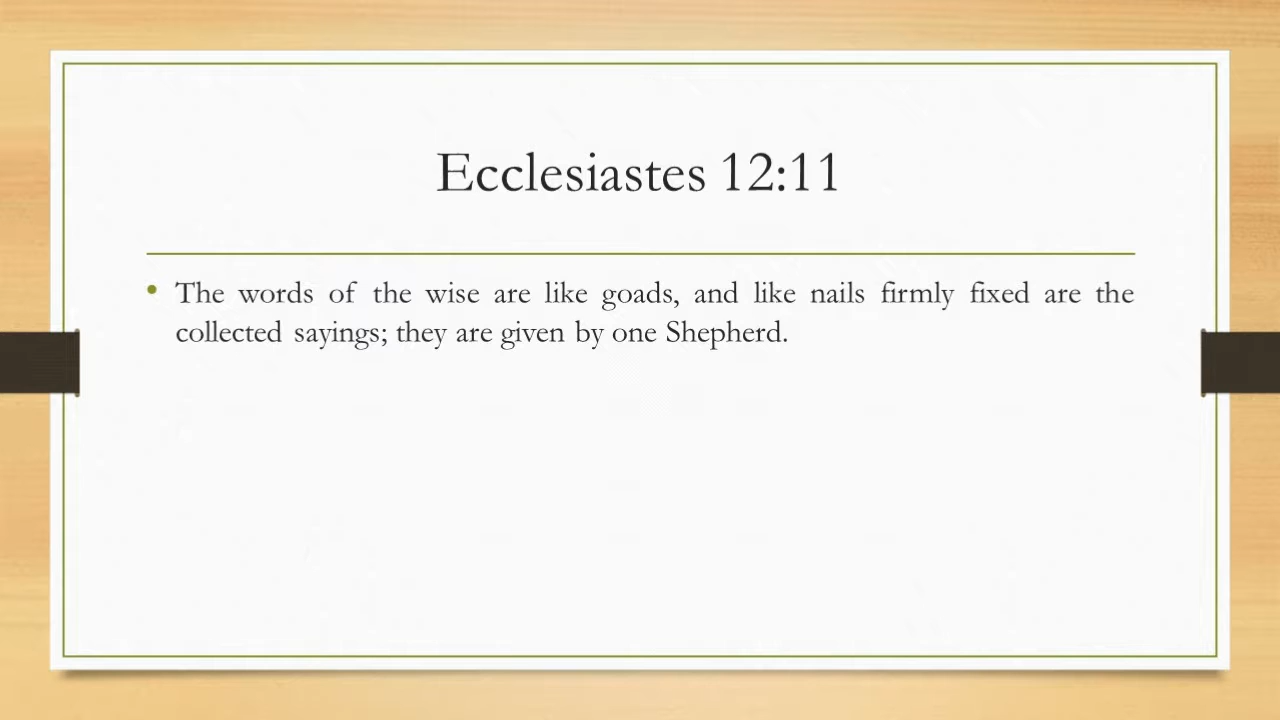 Ecclesiastes 12:11
• The words of the wise are like goads, and like nails firmly fixed are the
collected sayings; they are given by one Shepherd.